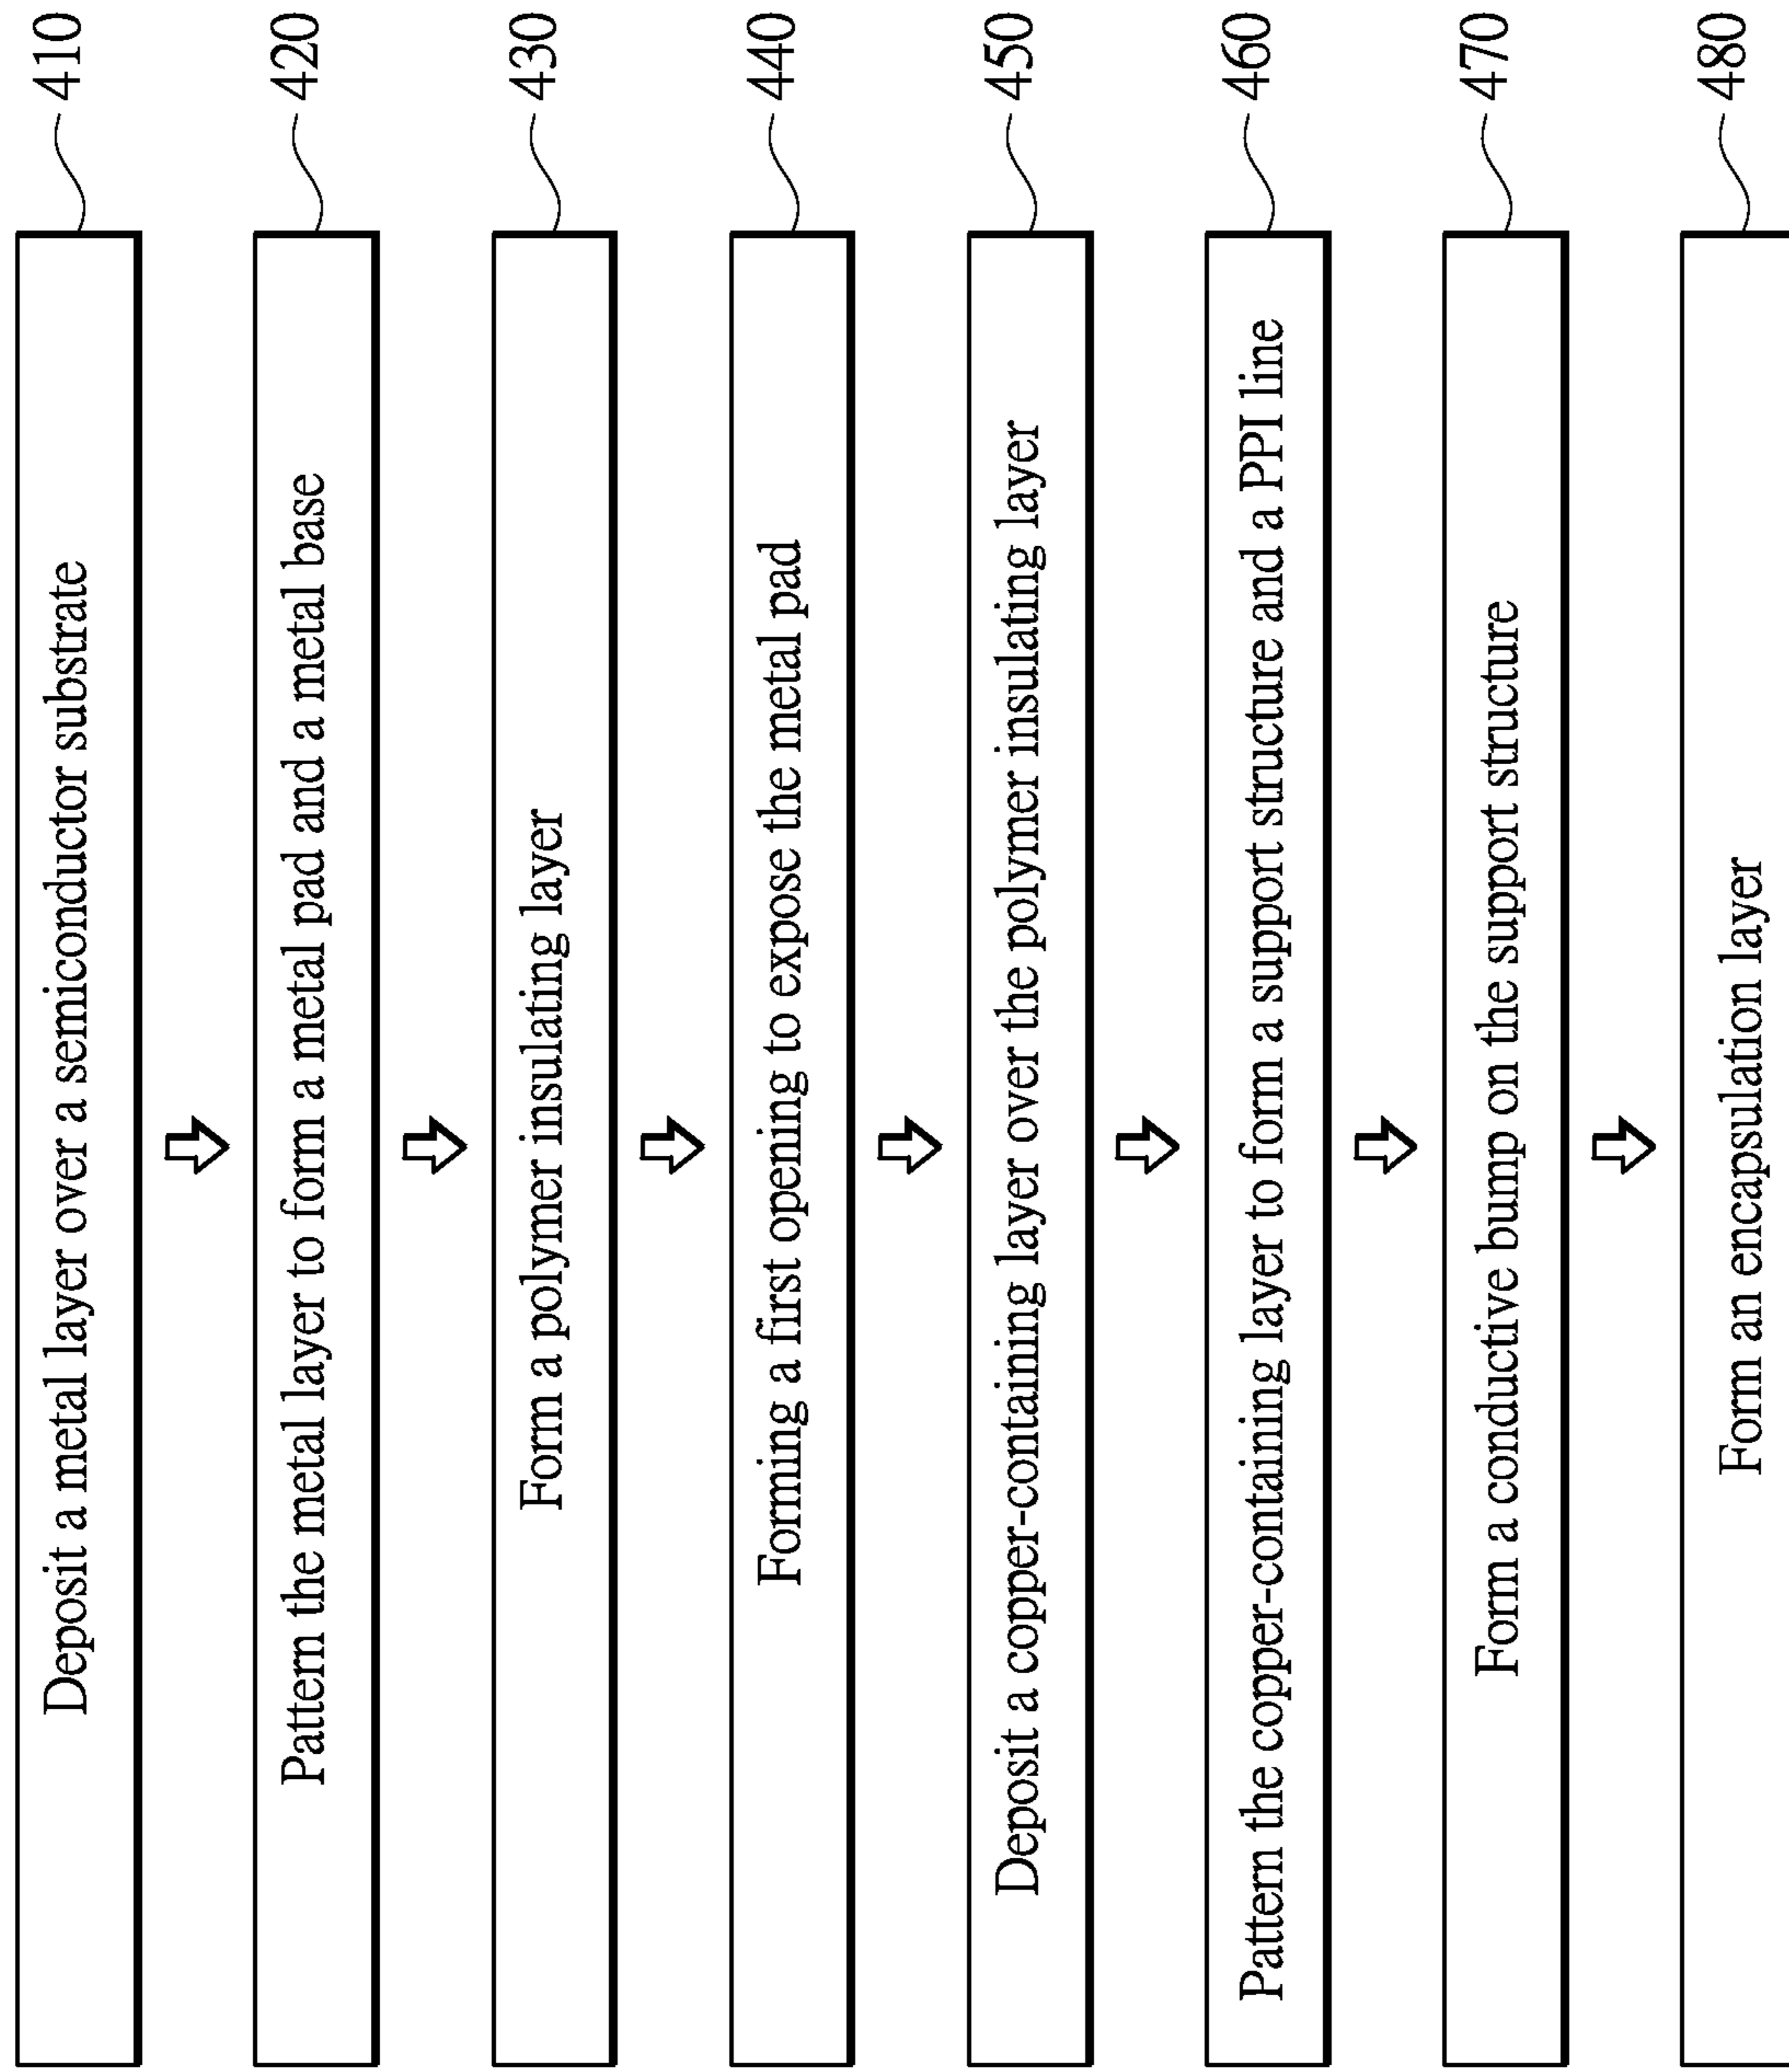 Deposit a metal layer over a semiconductor substrate 410
Pattern the metal layer to form a metal pad and a metal base 420
Form a polymer insulating layer 430
Forming a first opening to expose the metal pad 440
Deposit a copper-containing layer over the polymer insulating layer 450
Pattern the copper-containing layer to form a support structure and a PPI line 460
Form a conductive bump on the support structure 470
Form an encapsulation layer 480